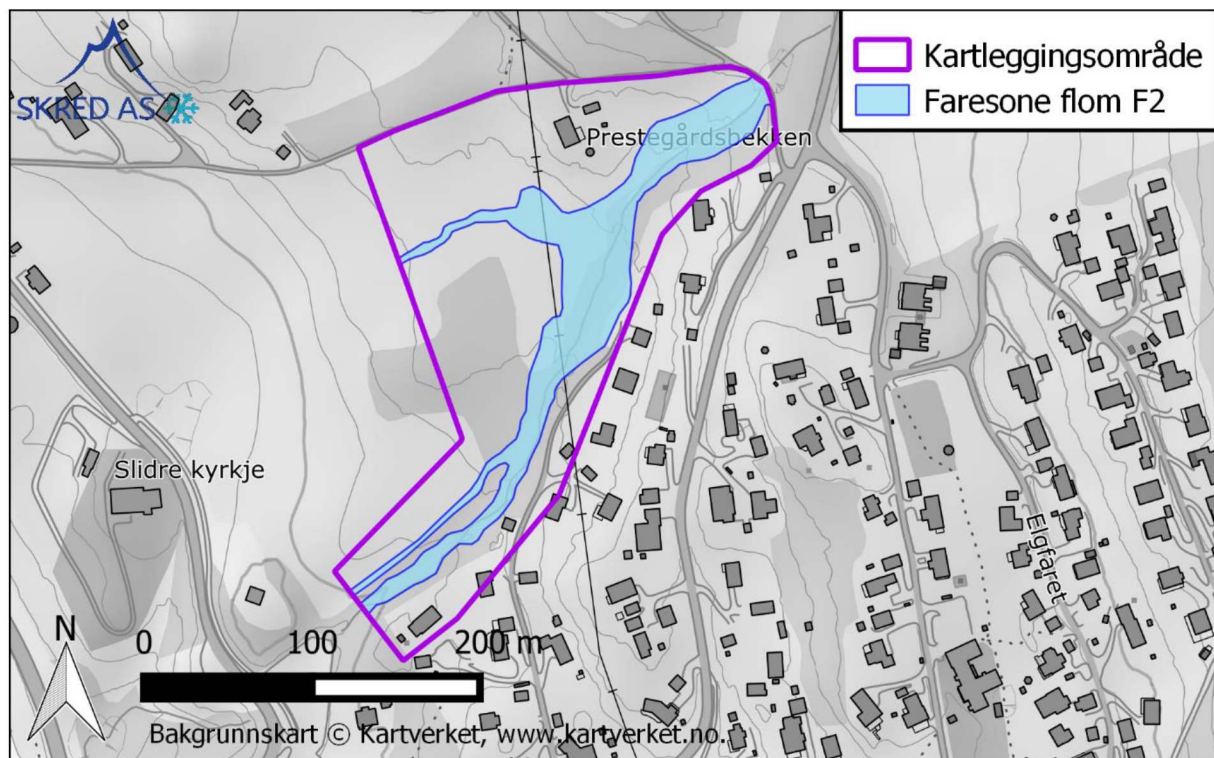 SKRED AS
Kartleggingsområde
Faresone flom F2
Prestegårdsbekken
Slidre kyrkje
Elgfaret
N
0 100 200 m
Bakgrunnskart © Kartverket, www.kartverket.no.